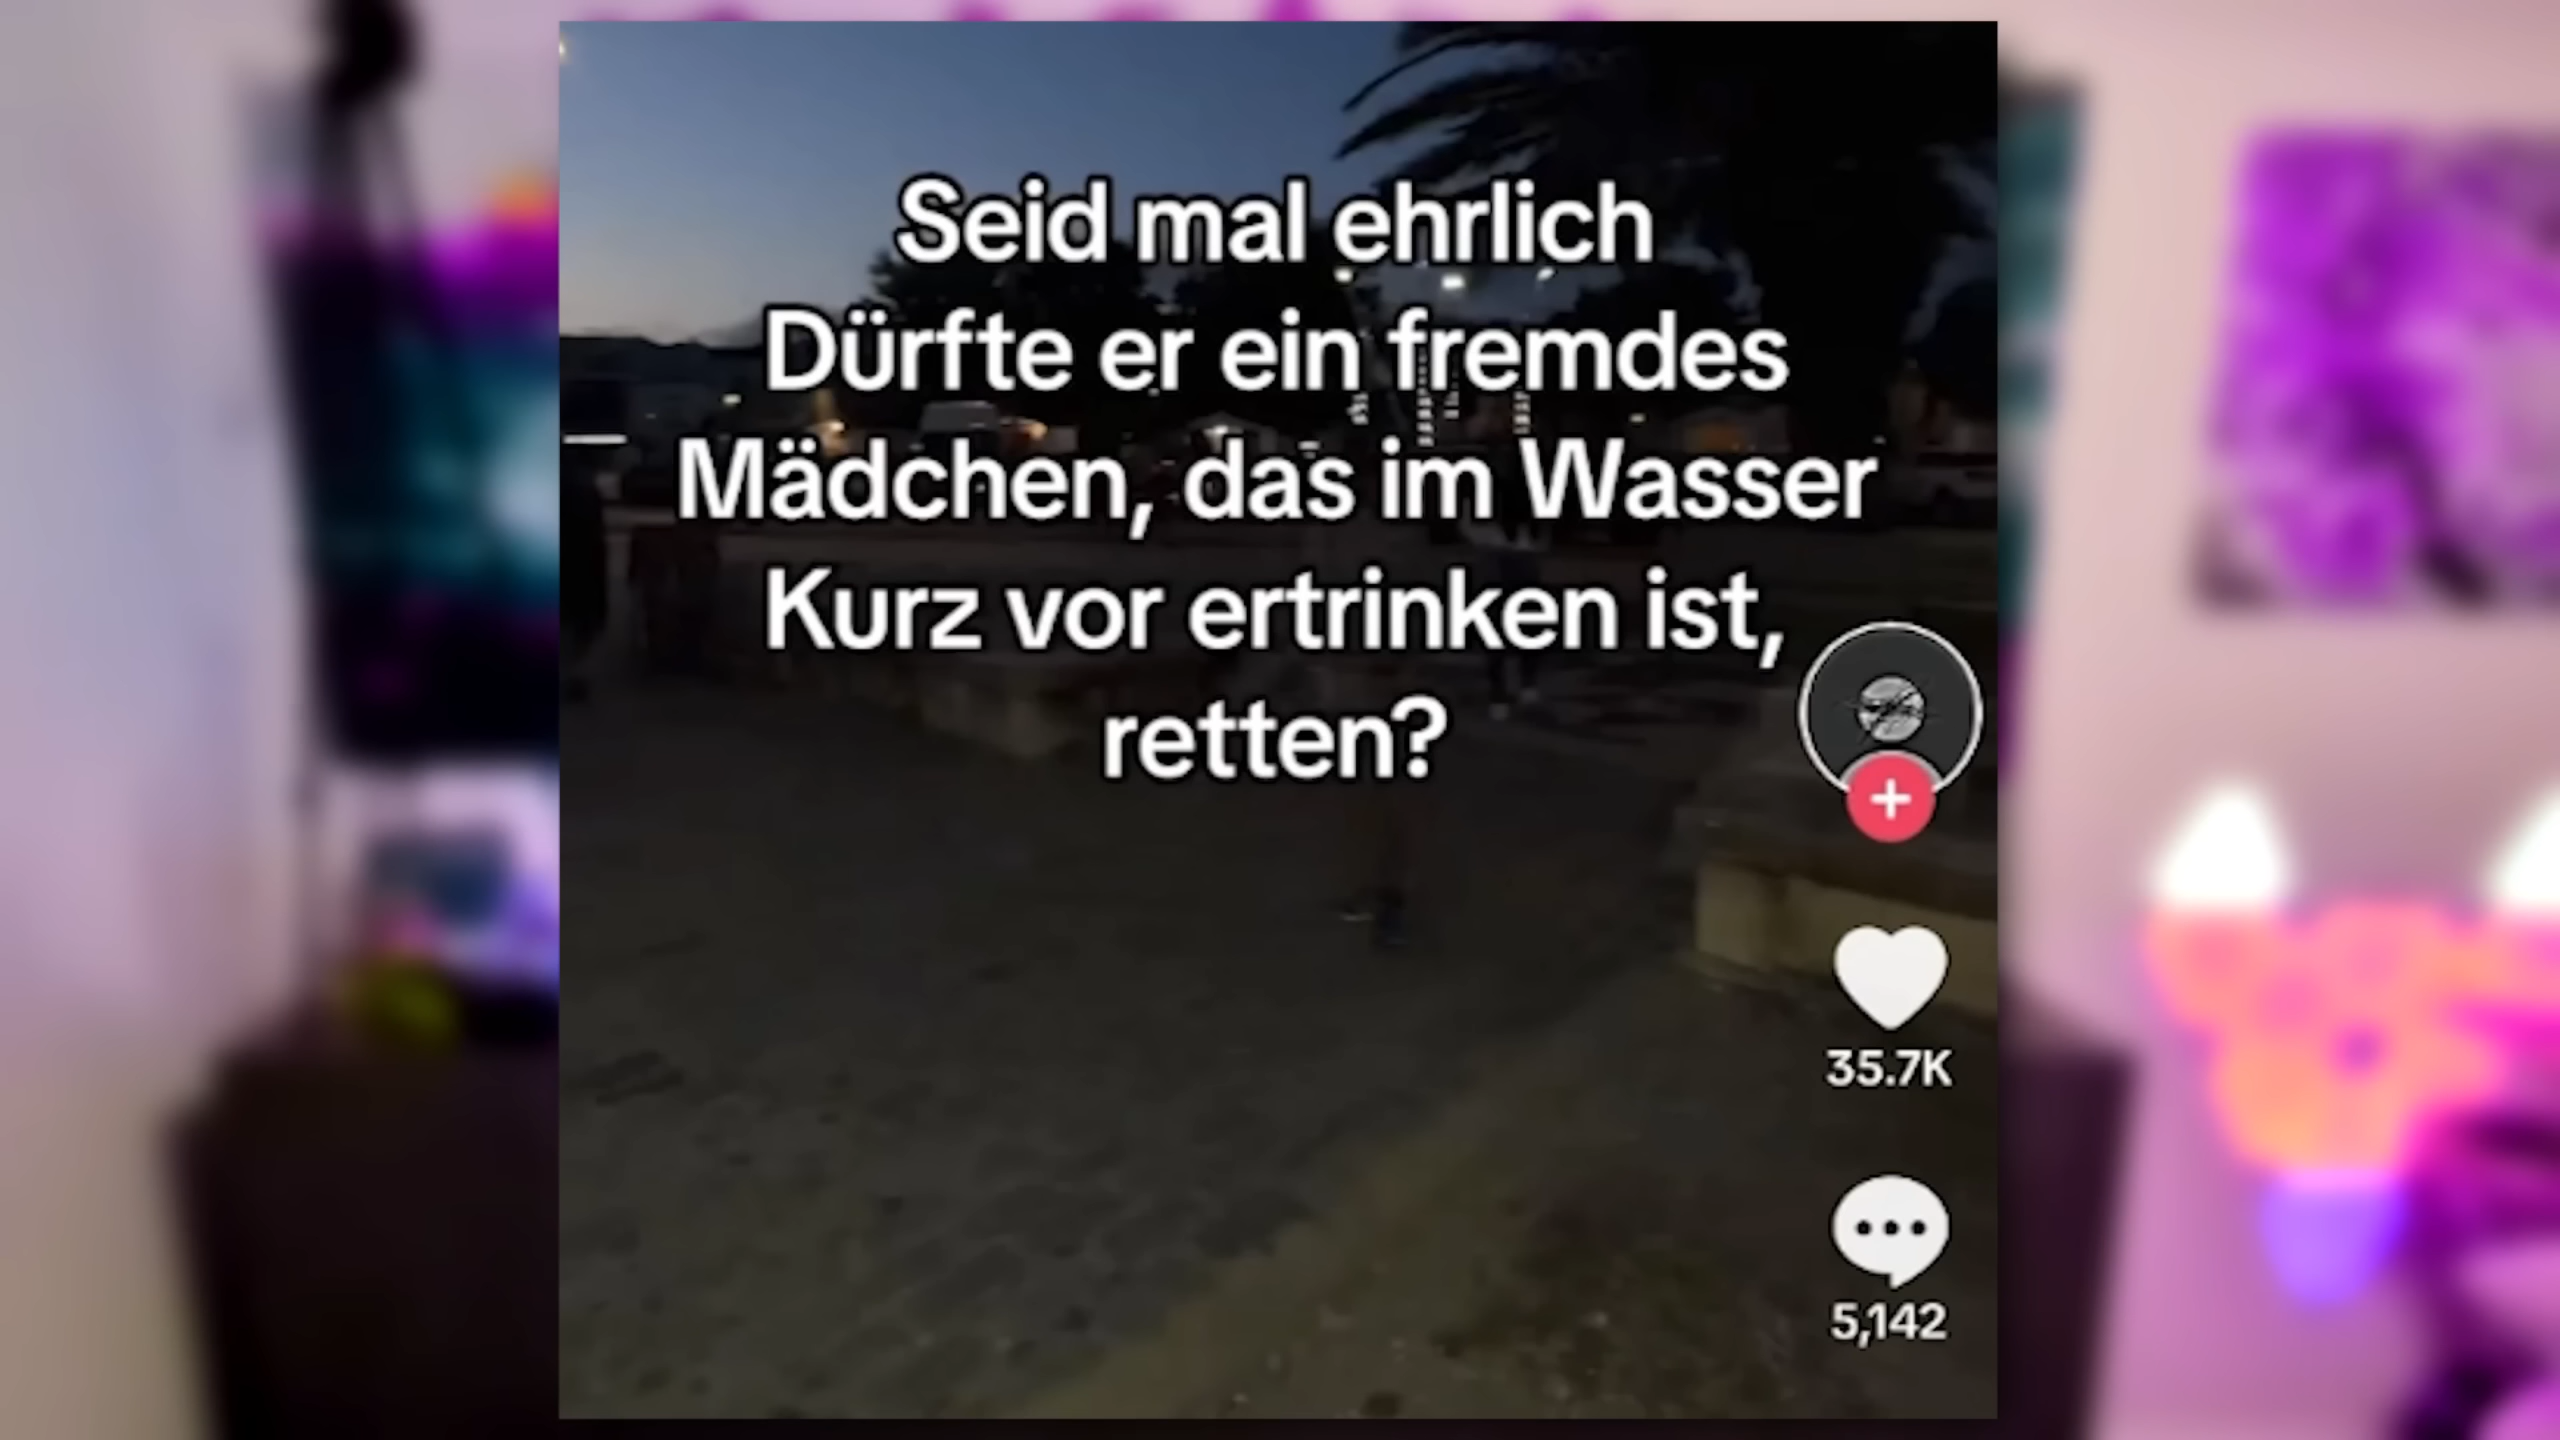 Seid mal ehrlich
Dürfte er ein fremdes
Mädchen, das im Wasser
Kurz vor ertrinken ist,
retten?
35.7K
5,142